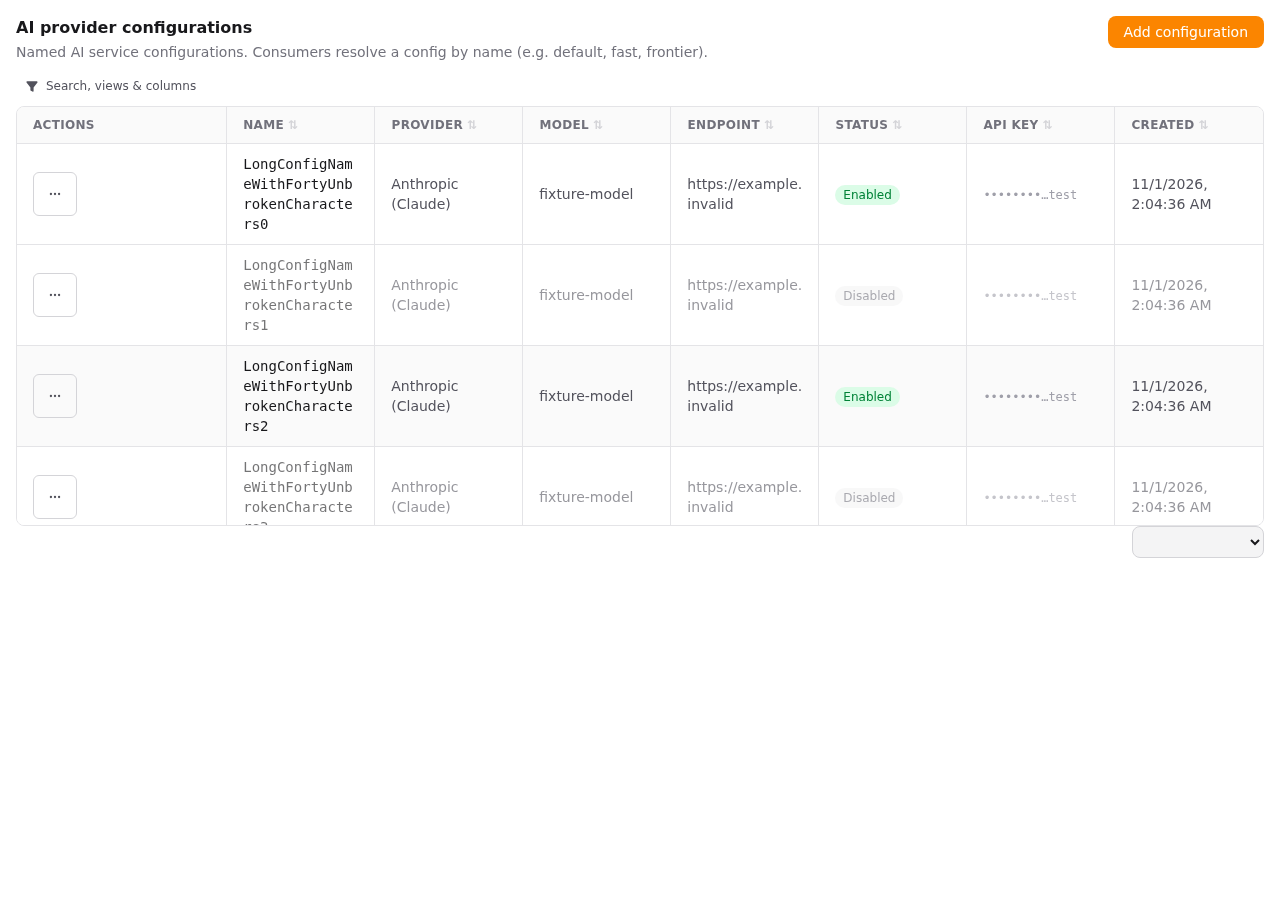 AI provider configurations
Add configuration
Named AI service configurations. Consumers resolve a config by name (e.g. default, fast, frontier).
Search, views & columns
ACTIONS NAME ⇅ PROVIDER ⇅ MODEL ⇅ ENDPOINT ⇅ STATUS ⇅ API KEY ⇅ CREATED ⇅
LongConfigNam
eWithFortyUnb
rokenCharacte
rs0
Anthropic
(Claude)
fixture-model
https://example.
invalid
Enabled
••••••••…test
11/1/2026,
2:04:36 AM
LongConfigNam
eWithFortyUnb
rokenCharacte
rs1
Anthropic
(Claude)
fixture-model
https://example.
invalid
Disabled
••••••••…test
11/1/2026,
2:04:36 AM
LongConfigNam
eWithFortyUnb
rokenCharacte
rs2
Anthropic
(Claude)
fixture-model
https://example.
invalid
Enabled
••••••••…test
11/1/2026,
2:04:36 AM
LongConfigNam
eWithFortyUnb
rokenCharacte
Anthropic
(Claude)
fixture-model
https://example.
invalid
Disabled
••••••••…test
11/1/2026,
2:04:36 AM